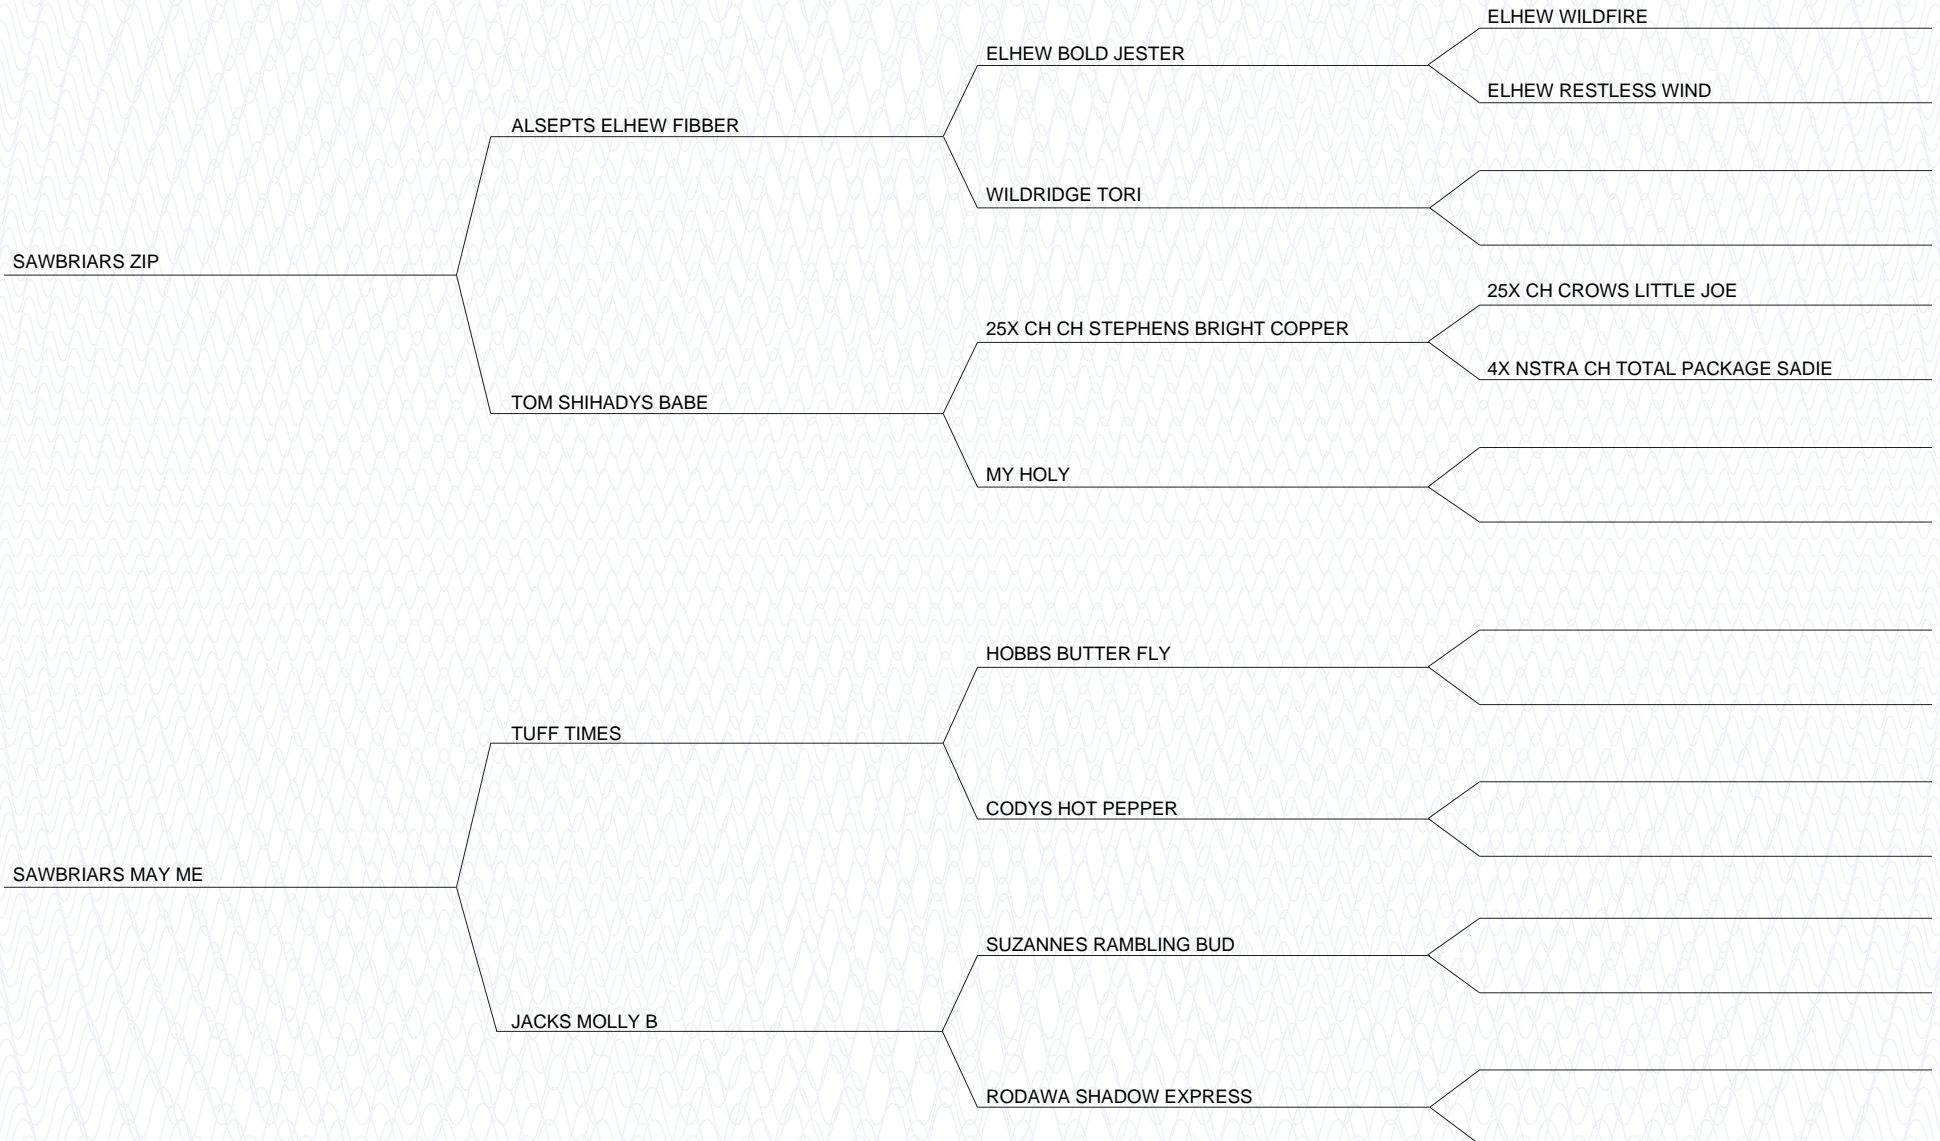 ELHEW WILDFIRE
ELHEW BOLD JESTER
ELHEW RESTLESS WIND
ALSEPTS ELHEW FIBBER
WILDRIDGE TORI
SAWBRIARS ZIP
25X CH CROWS LITTLE JOE
25X CH CH STEPHENS BRIGHT COPPER
4X NSTRA CH TOTAL PACKAGE SADIE
TOM SHIHADYS BABE
MY HOLY
HOBBS BUTTER FLY
TUFF TIMES
CODYS HOT PEPPER
SAWBRIARS MAY ME
SUZANNES RAMBLING BUD
JACKS MOLLY B
RODAWA SHADOW EXPRESS